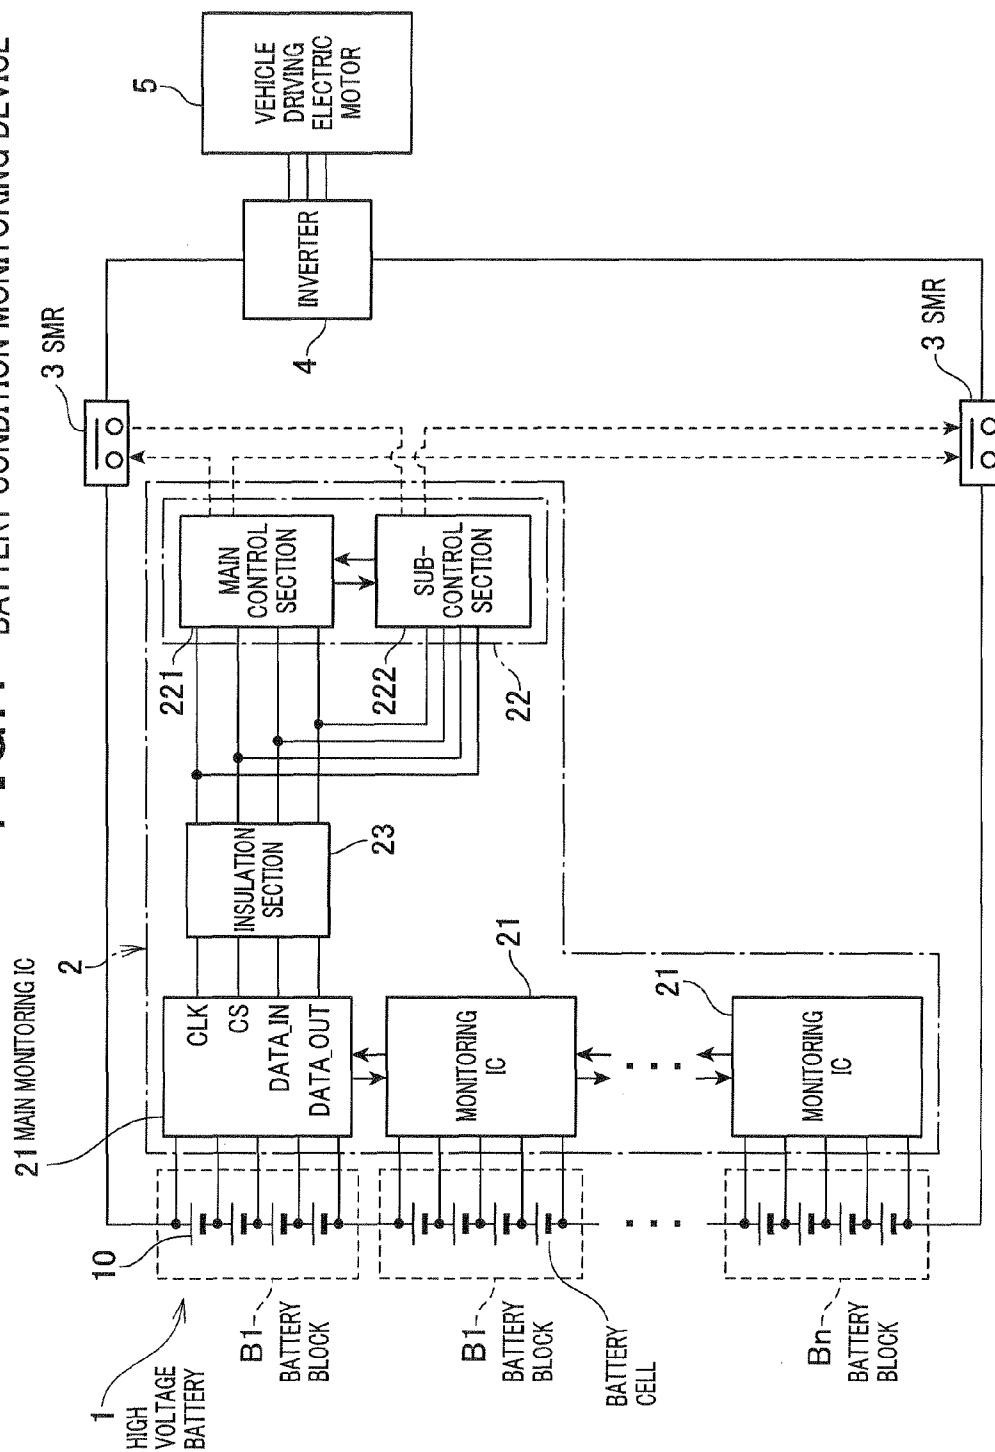 BATTERY CONDITION MONITORING DEVICE
21 MAIN MONITORING IC
3 SMR
2
1
HIGH
VOLTAGE
BATTERY
10
5
221
CLK
CS
DATA_IN
DATA_OUT
INSULATION
SECTION
23
MAIN
CONTROL
SECTION
INVERTER
4
VEHICLE
DRIVING
ELECTRIC
MOTOR
B1
BATTERY
BLOCK
222
SUB-
CONTROL
SECTION
22
21
MONITORING
IC
B1
BATTERY
BLOCK
BATTERY
CELL
21
MONITORING
IC
Bn
BATTERY
BLOCK
3 SMR